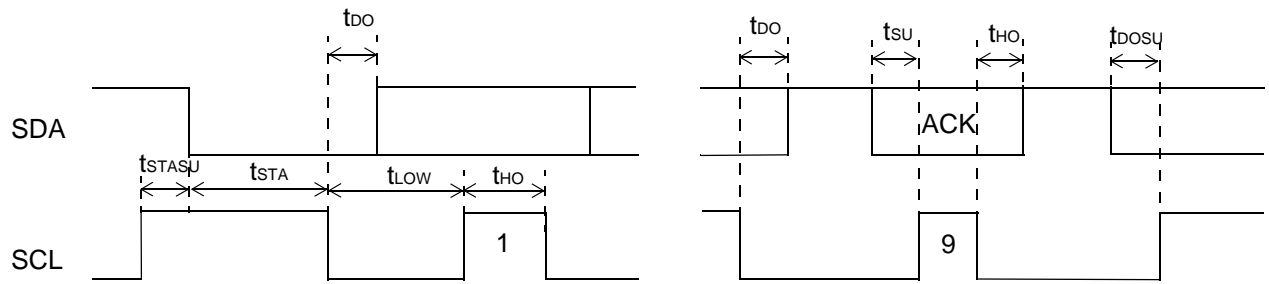 tDO
tDO
tSU
tHO
tDOSU
SDA
ACK
tSTASU
tSTA
tLOW
tHO
SCL
1
9